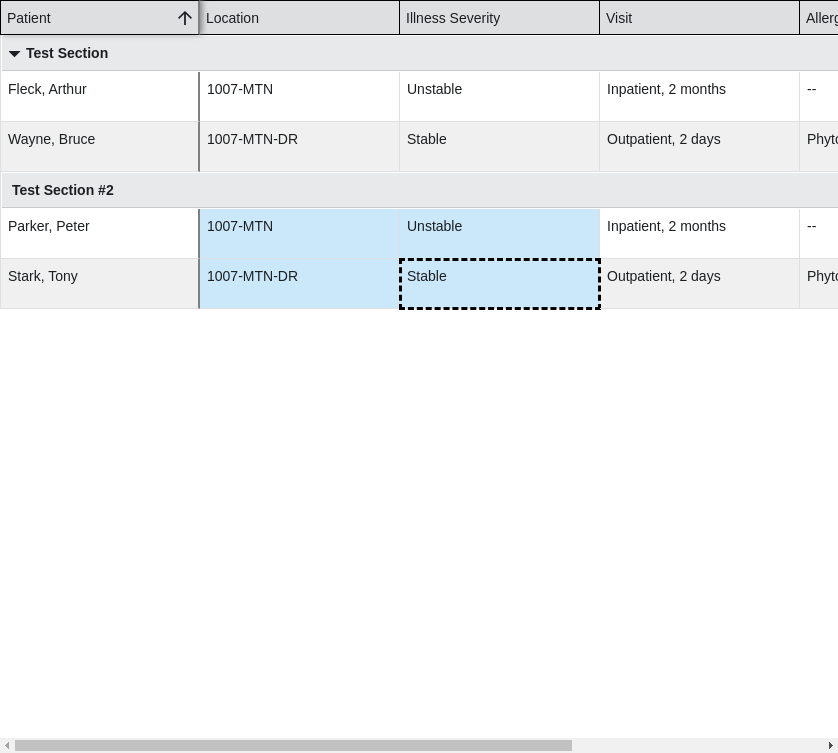 Patient Location Illness Severity Visit Allerg
Test Section
Fleck, Arthur 1007-MTN Unstable Inpatient, 2 months --
Wayne, Bruce 1007-MTN-DR Stable Outpatient, 2 days Phyto
Test Section #2
Parker, Peter 1007-MTN Unstable Inpatient, 2 months --
Stark, Tony 1007-MTN-DR Stable Outpatient, 2 days Phyto